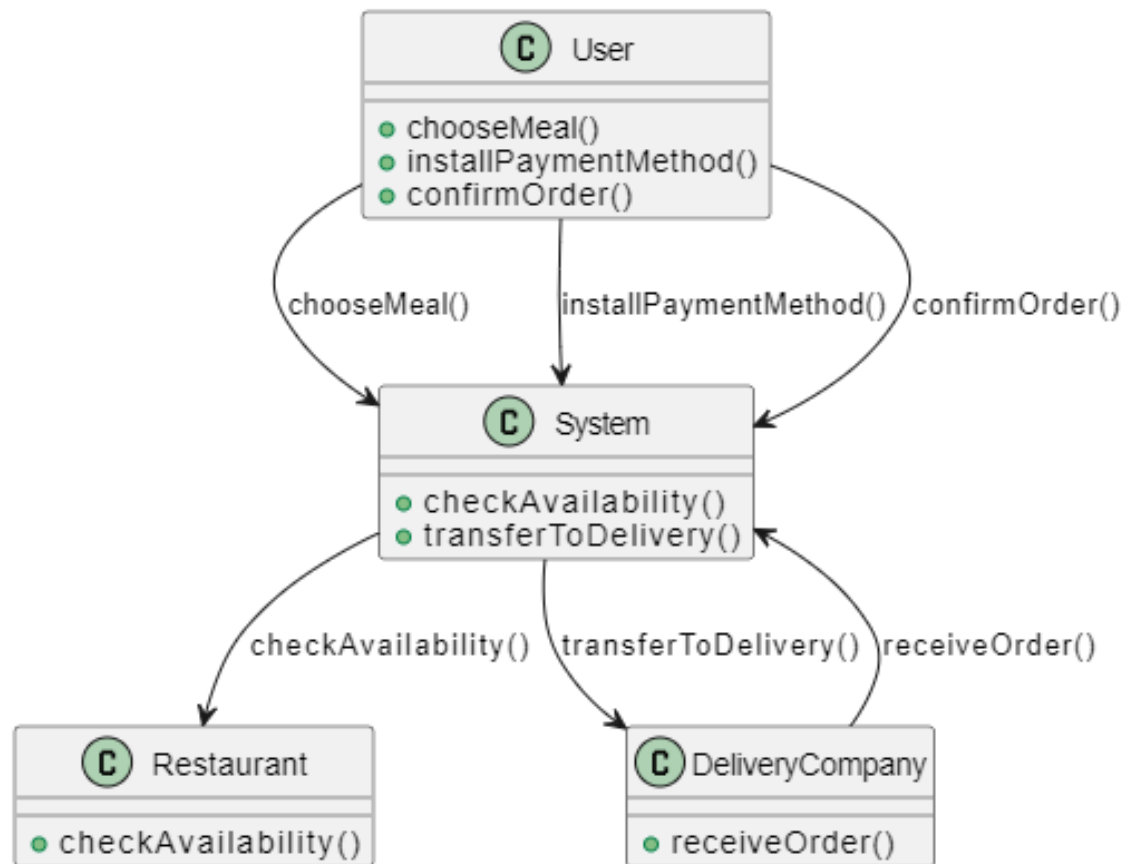 C User
chooseMeal()
installPaymentMethod()
confirmOrder()
chooseMeal()
installPaymentMethod()
confirmOrder()
C System
checkAvailability()
transferToDelivery()
checkAvailability()
transferToDelivery()
receiveOrder()
C Restaurant
checkAvailability()
C DeliveryCompany
receiveOrder()